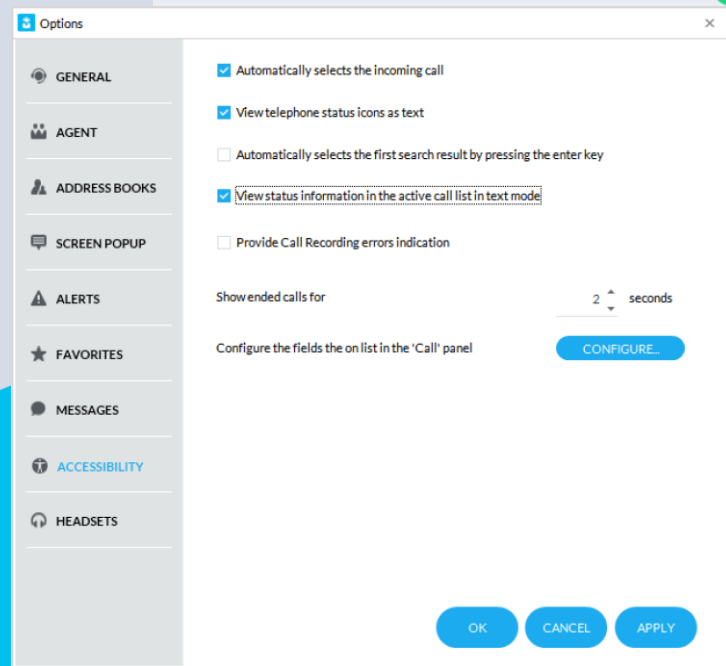 Options
GENERAL
AGENT
ADDRESS BOOKS
SCREEN POPUP
ALERTS
FAVORITES
MESSAGES
ACCESSIBILITY
HEADSETS
Automatically selects the incoming call
View telephone status icons as text
Automatically selects the first search result by pressing the enter key
View status information in the active call list in text mode
Provide Call Recording errors indication
Show ended calls for 2 seconds
Configure the fields the on list in the 'Call' panel CONFIGURE...
OK CANCEL APPLY